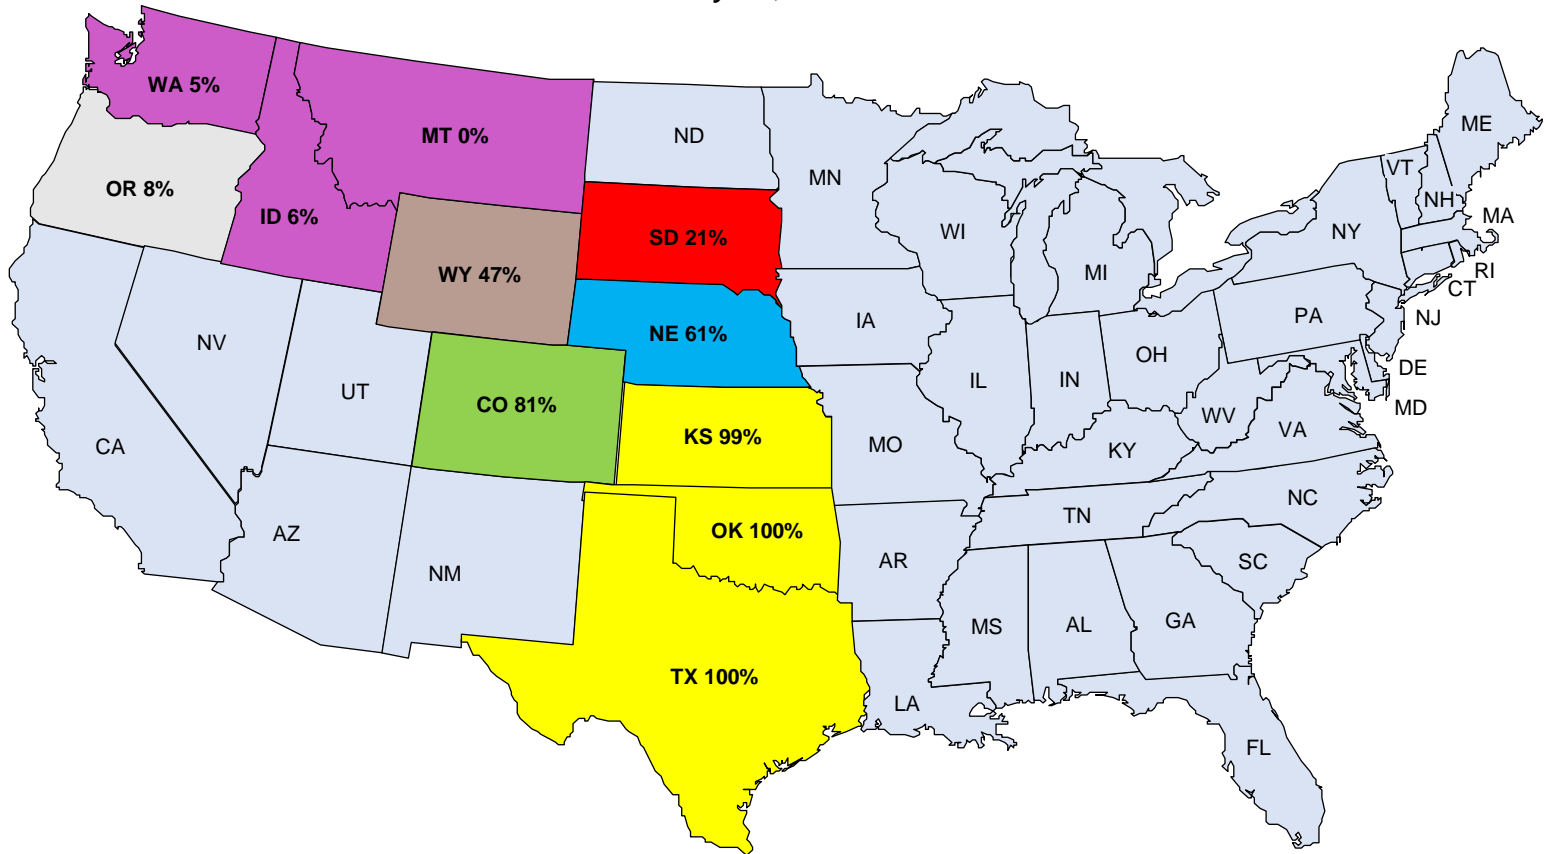 WA 5%
MT 0%
ND
ME
OR 8%
ID 6%
MN
VT
NH
SD 21%
WI
NY
MA
WY 47%
MI
RI
CT
NV
NE 61%
IA
PA
NJ
OH
UT
CO 81%
IL
IN
DE
MD
CA
KS 99%
MO
WV
VA
KY
AZ
NM
OK 100%
AR
TN
NC
SC
TX 100%
MS
AL
GA
LA
FL